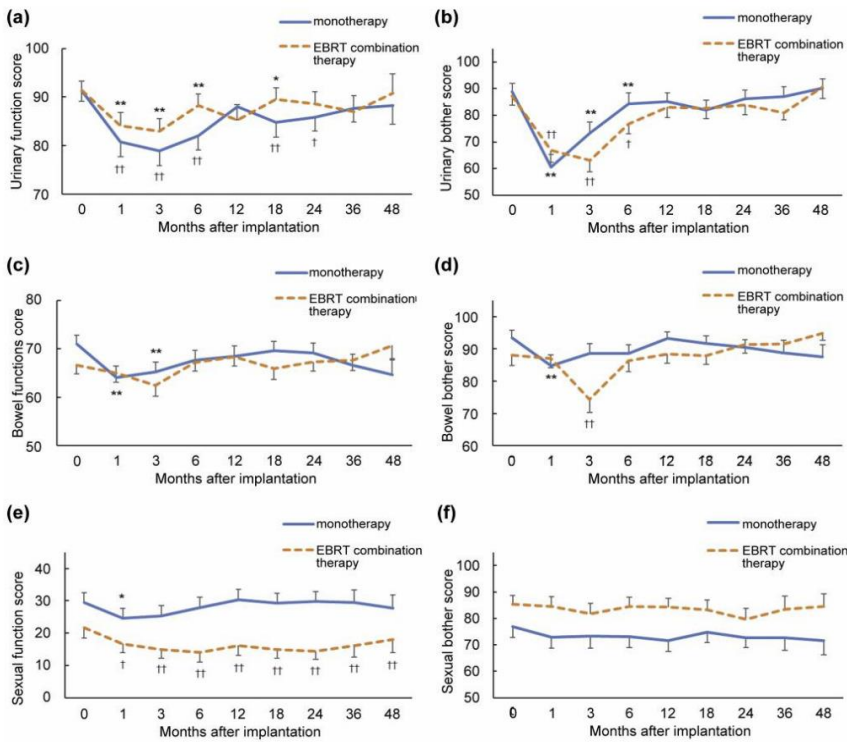 (a)
monotherapy
EBRT combination
therapy
Urinary function score
100
90
80
70
** ** ** *
†† †† †† †† †
0 1 3 6 12 18 24 36 48
Months after implantation
(b)
monotherapy
EBRT combination
therapy
Urinary bother score
100
90
80
70
60
50
†† ** **
** †† †
0 1 3 6 12 18 24 36 48
Months after implantation
(c)
monotherapy
EBRT combination
therapy
Bowel functions core
80
70
60
50
**
**
0 1 3 6 12 18 24 36 48
Months after implantation
(d)
monotherapy
EBRT combination
therapy
Bowel bother score
100
90
80
70
60
**
††
0 1 3 6 12 18 24 36 48
Months after implantation
(e)
monotherapy
EBRT combination
therapy
Sexual function score
40
30
20
10
0
*
† †† †† †† †† †† †† ††
0 1 3 6 12 18 24 36 48
Months after implantation
(f)
monotherapy
EBRT combination
therapy
Sexual bother score
100
90
80
70
60
50
0 1 3 6 12 18 24 36 48
Months after implantation